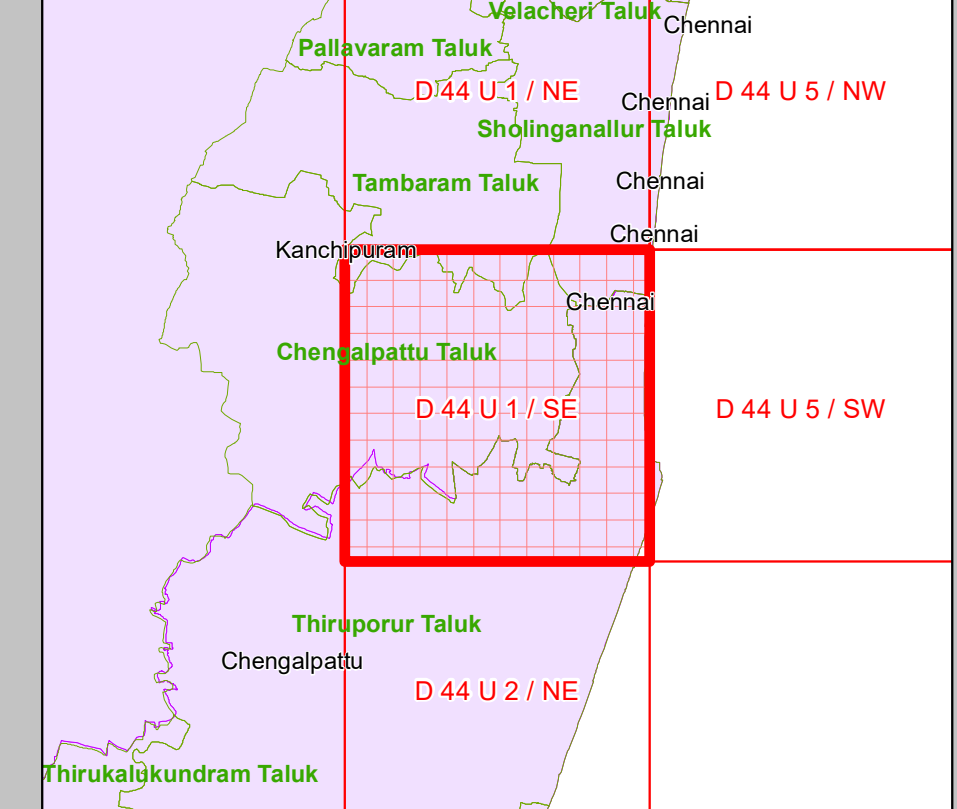 Velacheri Taluk
Chennai
Pallavaram Taluk
D 44 U 1 / NE
D 44 U 5 / NW
Chennai
Sholinganallur Taluk
Tambaram Taluk
Chennai
Chennai
Kanchipuram
Chennai
Chengalpattu Taluk
D 44 U 1 / SE
D 44 U 5 / SW
Thiruporur Taluk
Chengalpattu
D 44 U 2 / NE
Thirukalukundram Taluk